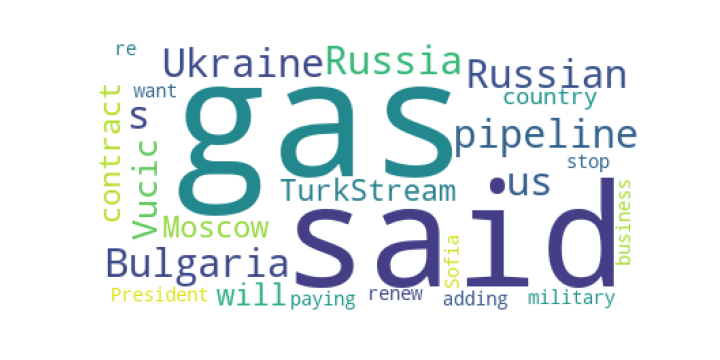 re
Ukraine
Russia
Russian
gas
want
country
contract
s
pipeline
Vucic
stop
us
TurkStream
said
business
Moscow
Sofia
Bulgaria
President
will
paying
renew
adding
military